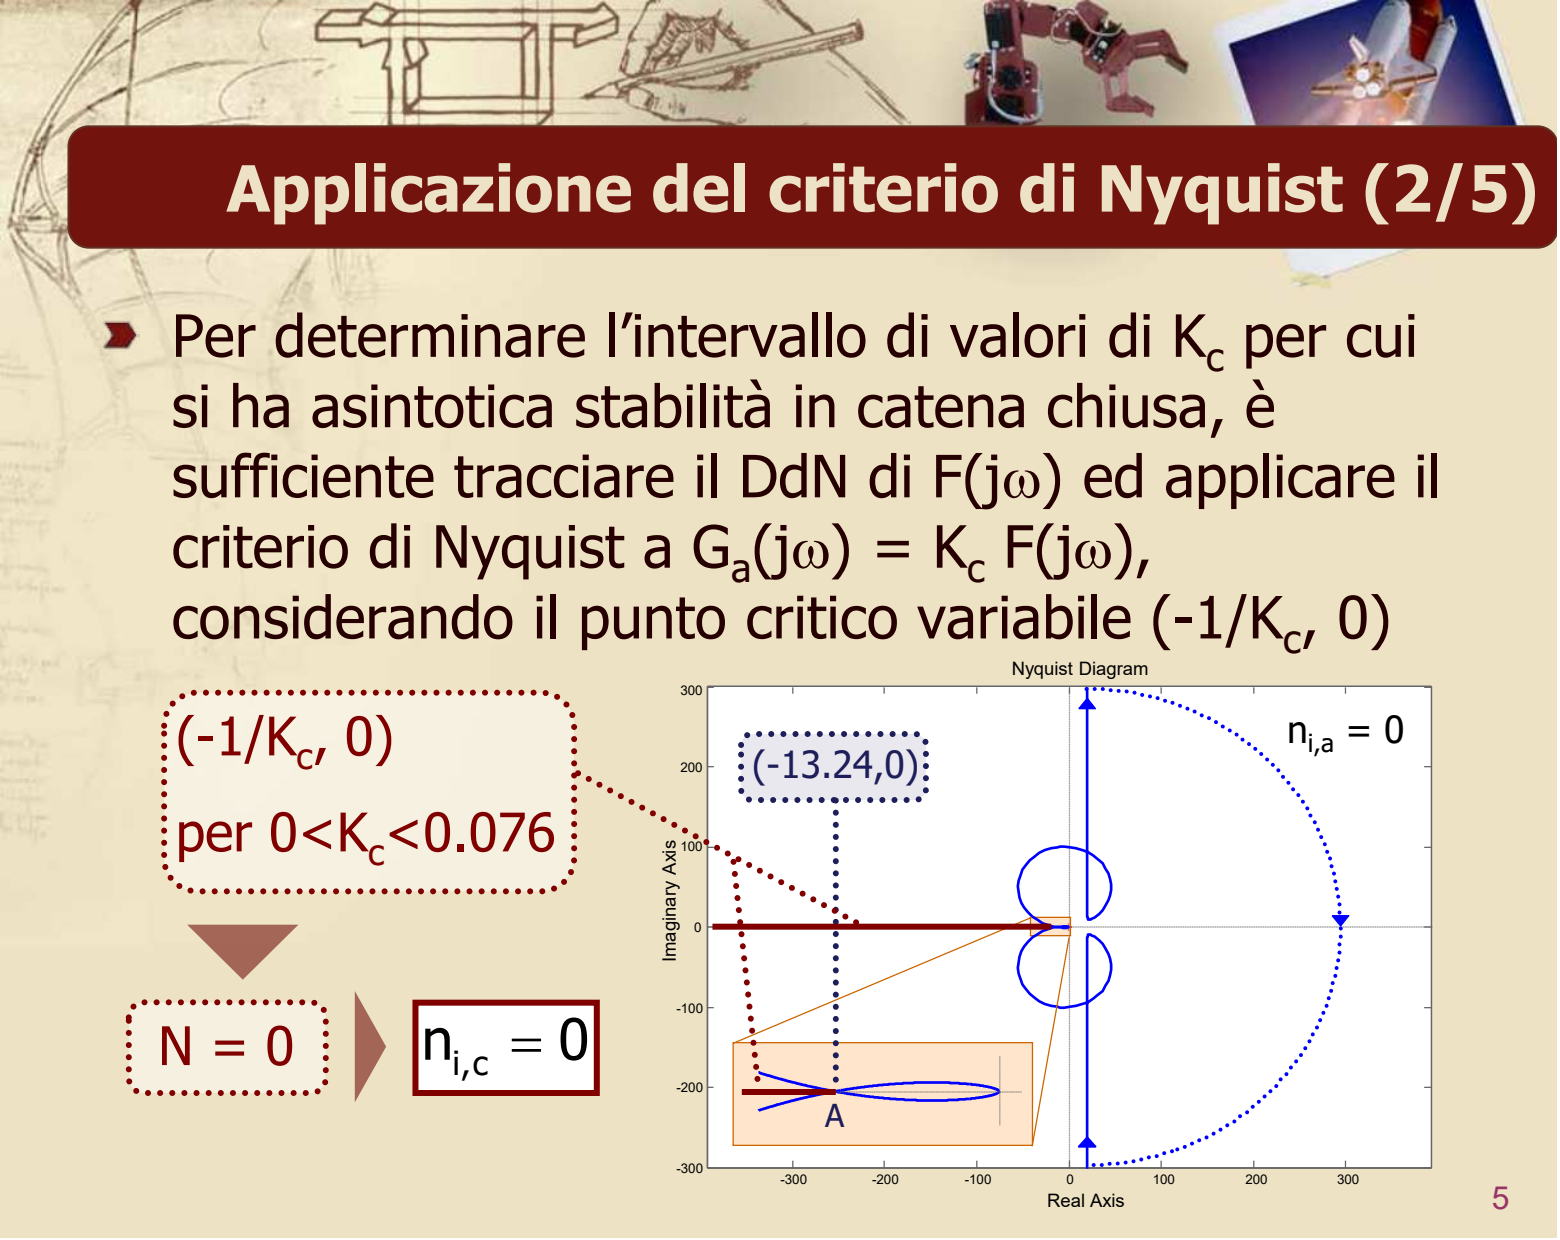 Applicazione del criterio di Nyquist (2/5)
Per determinare l'intervallo di valori di Kc per cui
si ha asintotica stabilità in catena chiusa, è
sufficiente tracciare il DdN di F(jω) ed applicare il
criterio di Nyquist a Ga(jω) = Kc F(jω),
considerando il punto critico variabile (-1/Kc, 0)
(-1/Kc, 0)
per 0<Kc<0.076
N = 0
ni,c = 0
Nyquist Diagram
ni,a = 0
(-13.24,0)
A
Imaginary Axis
300
200
100
0
-100
-200
-300
-300 -200 -100 0 100 200 300
Real Axis
5